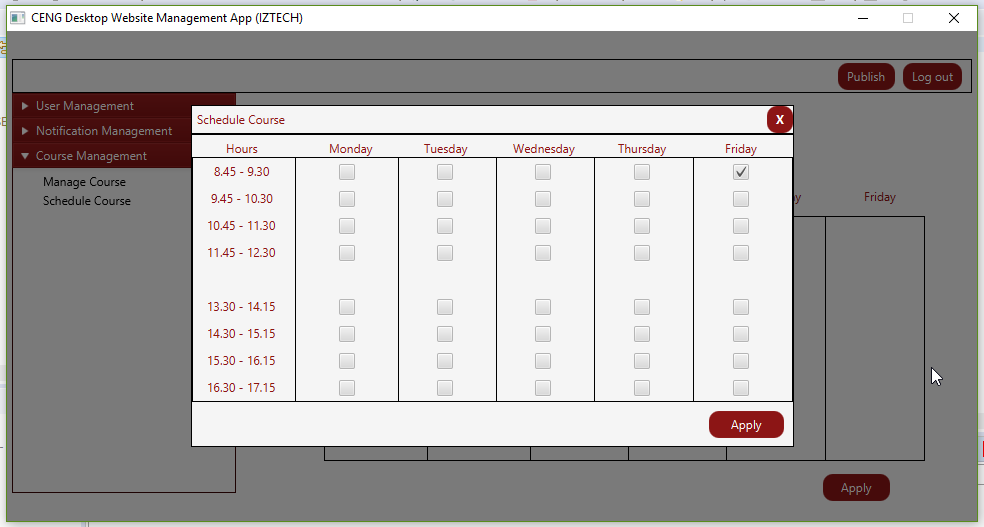 CENG Desktop Website Management App (IZTECH)
Publish Log out
User Management
Notification Management
Course Management
Manage Course
Schedule Course
Schedule Course X
Hours Monday Tuesday Wednesday Thursday Friday
8.45 - 9.30
9.45 - 10.30
10.45 - 11.30
11.45 - 12.30
13.30 - 14.15
14.30 - 15.15
15.30 - 16.15
16.30 - 17.15
Apply
Friday
Apply